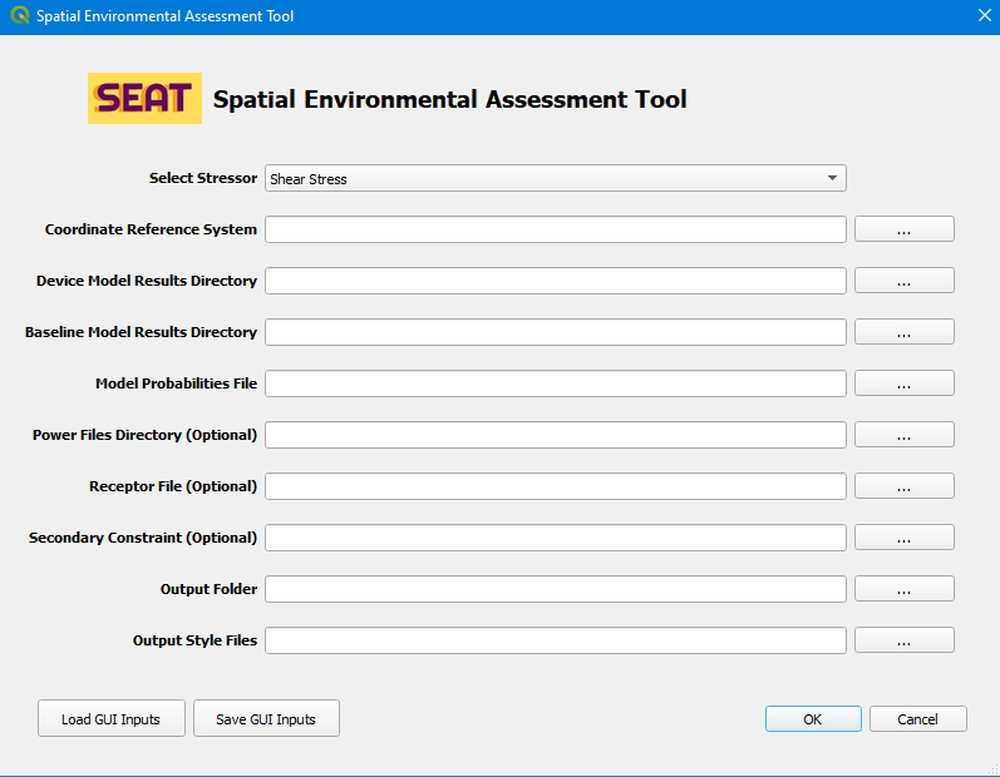 Spatial Environmental Assessment Tool
SEAT Spatial Environmental Assessment Tool
Select Stressor Shear Stress
Coordinate Reference System ...
Device Model Results Directory ...
Baseline Model Results Directory ...
Model Probabilities File ...
Power Files Directory (Optional) ...
Receptor File (Optional) ...
Secondary Constraint (Optional) ...
Output Folder ...
Output Style Files ...
Load GUI Inputs Save GUI Inputs OK Cancel